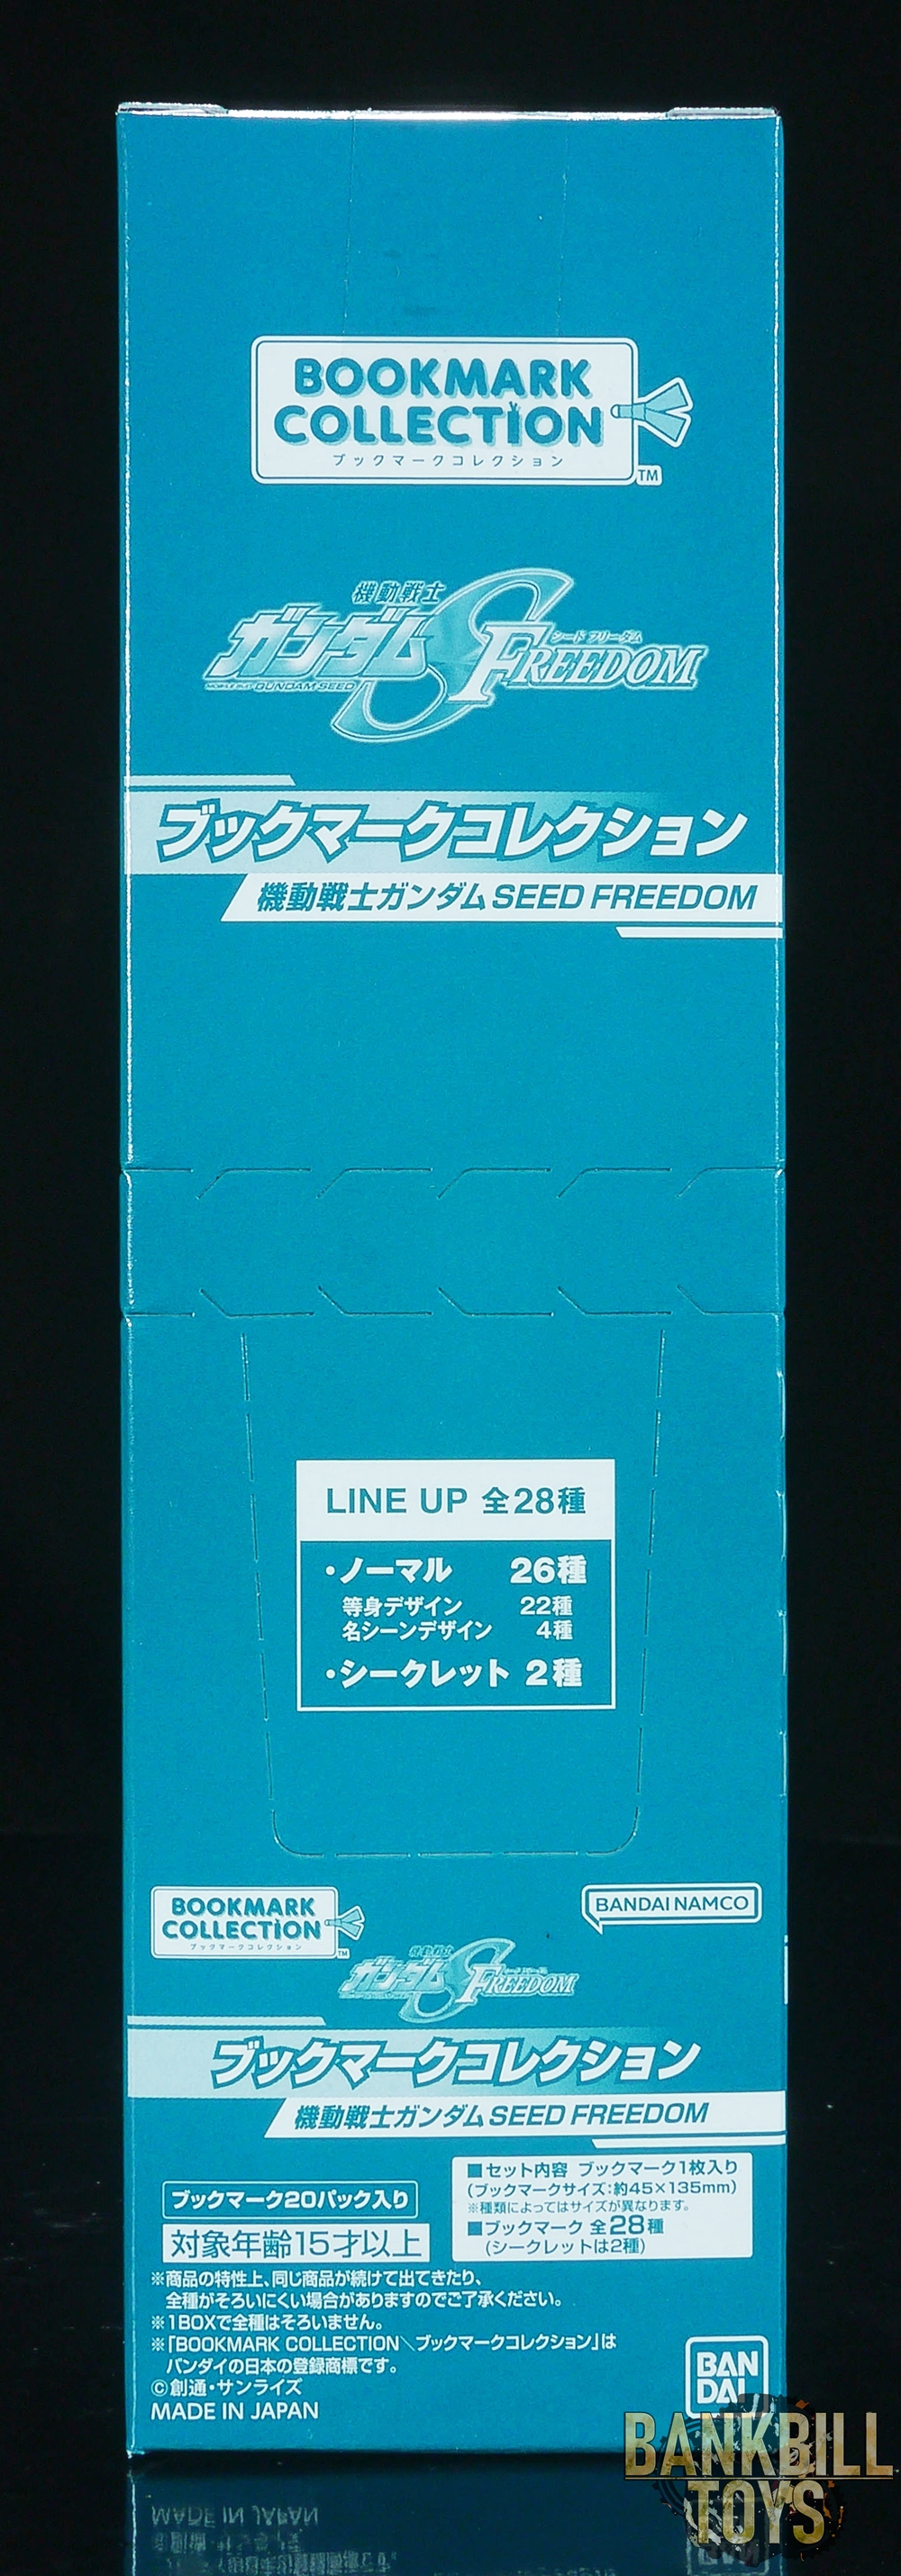 BOOKMARK
COLLECTION
ブックマークコレクション
TM
機動戦士
ガンダム
シード フリーダム
FREEDOM
MOBILE SUIT GUNDAM SEED
ブックマークコレクション
機動戦士ガンダム SEED FREEDOM
LINE UP 全28種
・ノーマル 26種
等身デザイン 22種
名シーンデザイン 4種
・シークレット 2種
BOOKMARK
COLLECTION
ブックマークコレクション
TM
BANDAI NAMCO
機動戦士
ガンダム
FREEDOM
ブックマークコレクション
機動戦士ガンダム SEED FREEDOM
ブックマーク20パック入り
対象年齢15才以上
■セット内容 ブックマーク1枚入り
(ブックマークサイズ:約45×135mm)
※種類によってはサイズが異なります。
■ブックマーク 全28種
(シークレットは2種)
※商品の特性上、同じ商品が続けて出てきたり、
全種がそろいにくい場合がありますのでご了承ください。
※1BOXで全種はそろいません。
※「BOOKMARK COLLECTION＼ブックマークコレクション」は
バンダイの日本の登録商標です。
©創通・サンライズ
MADE IN JAPAN
BAN
DAI
BANKBILL
TOYS